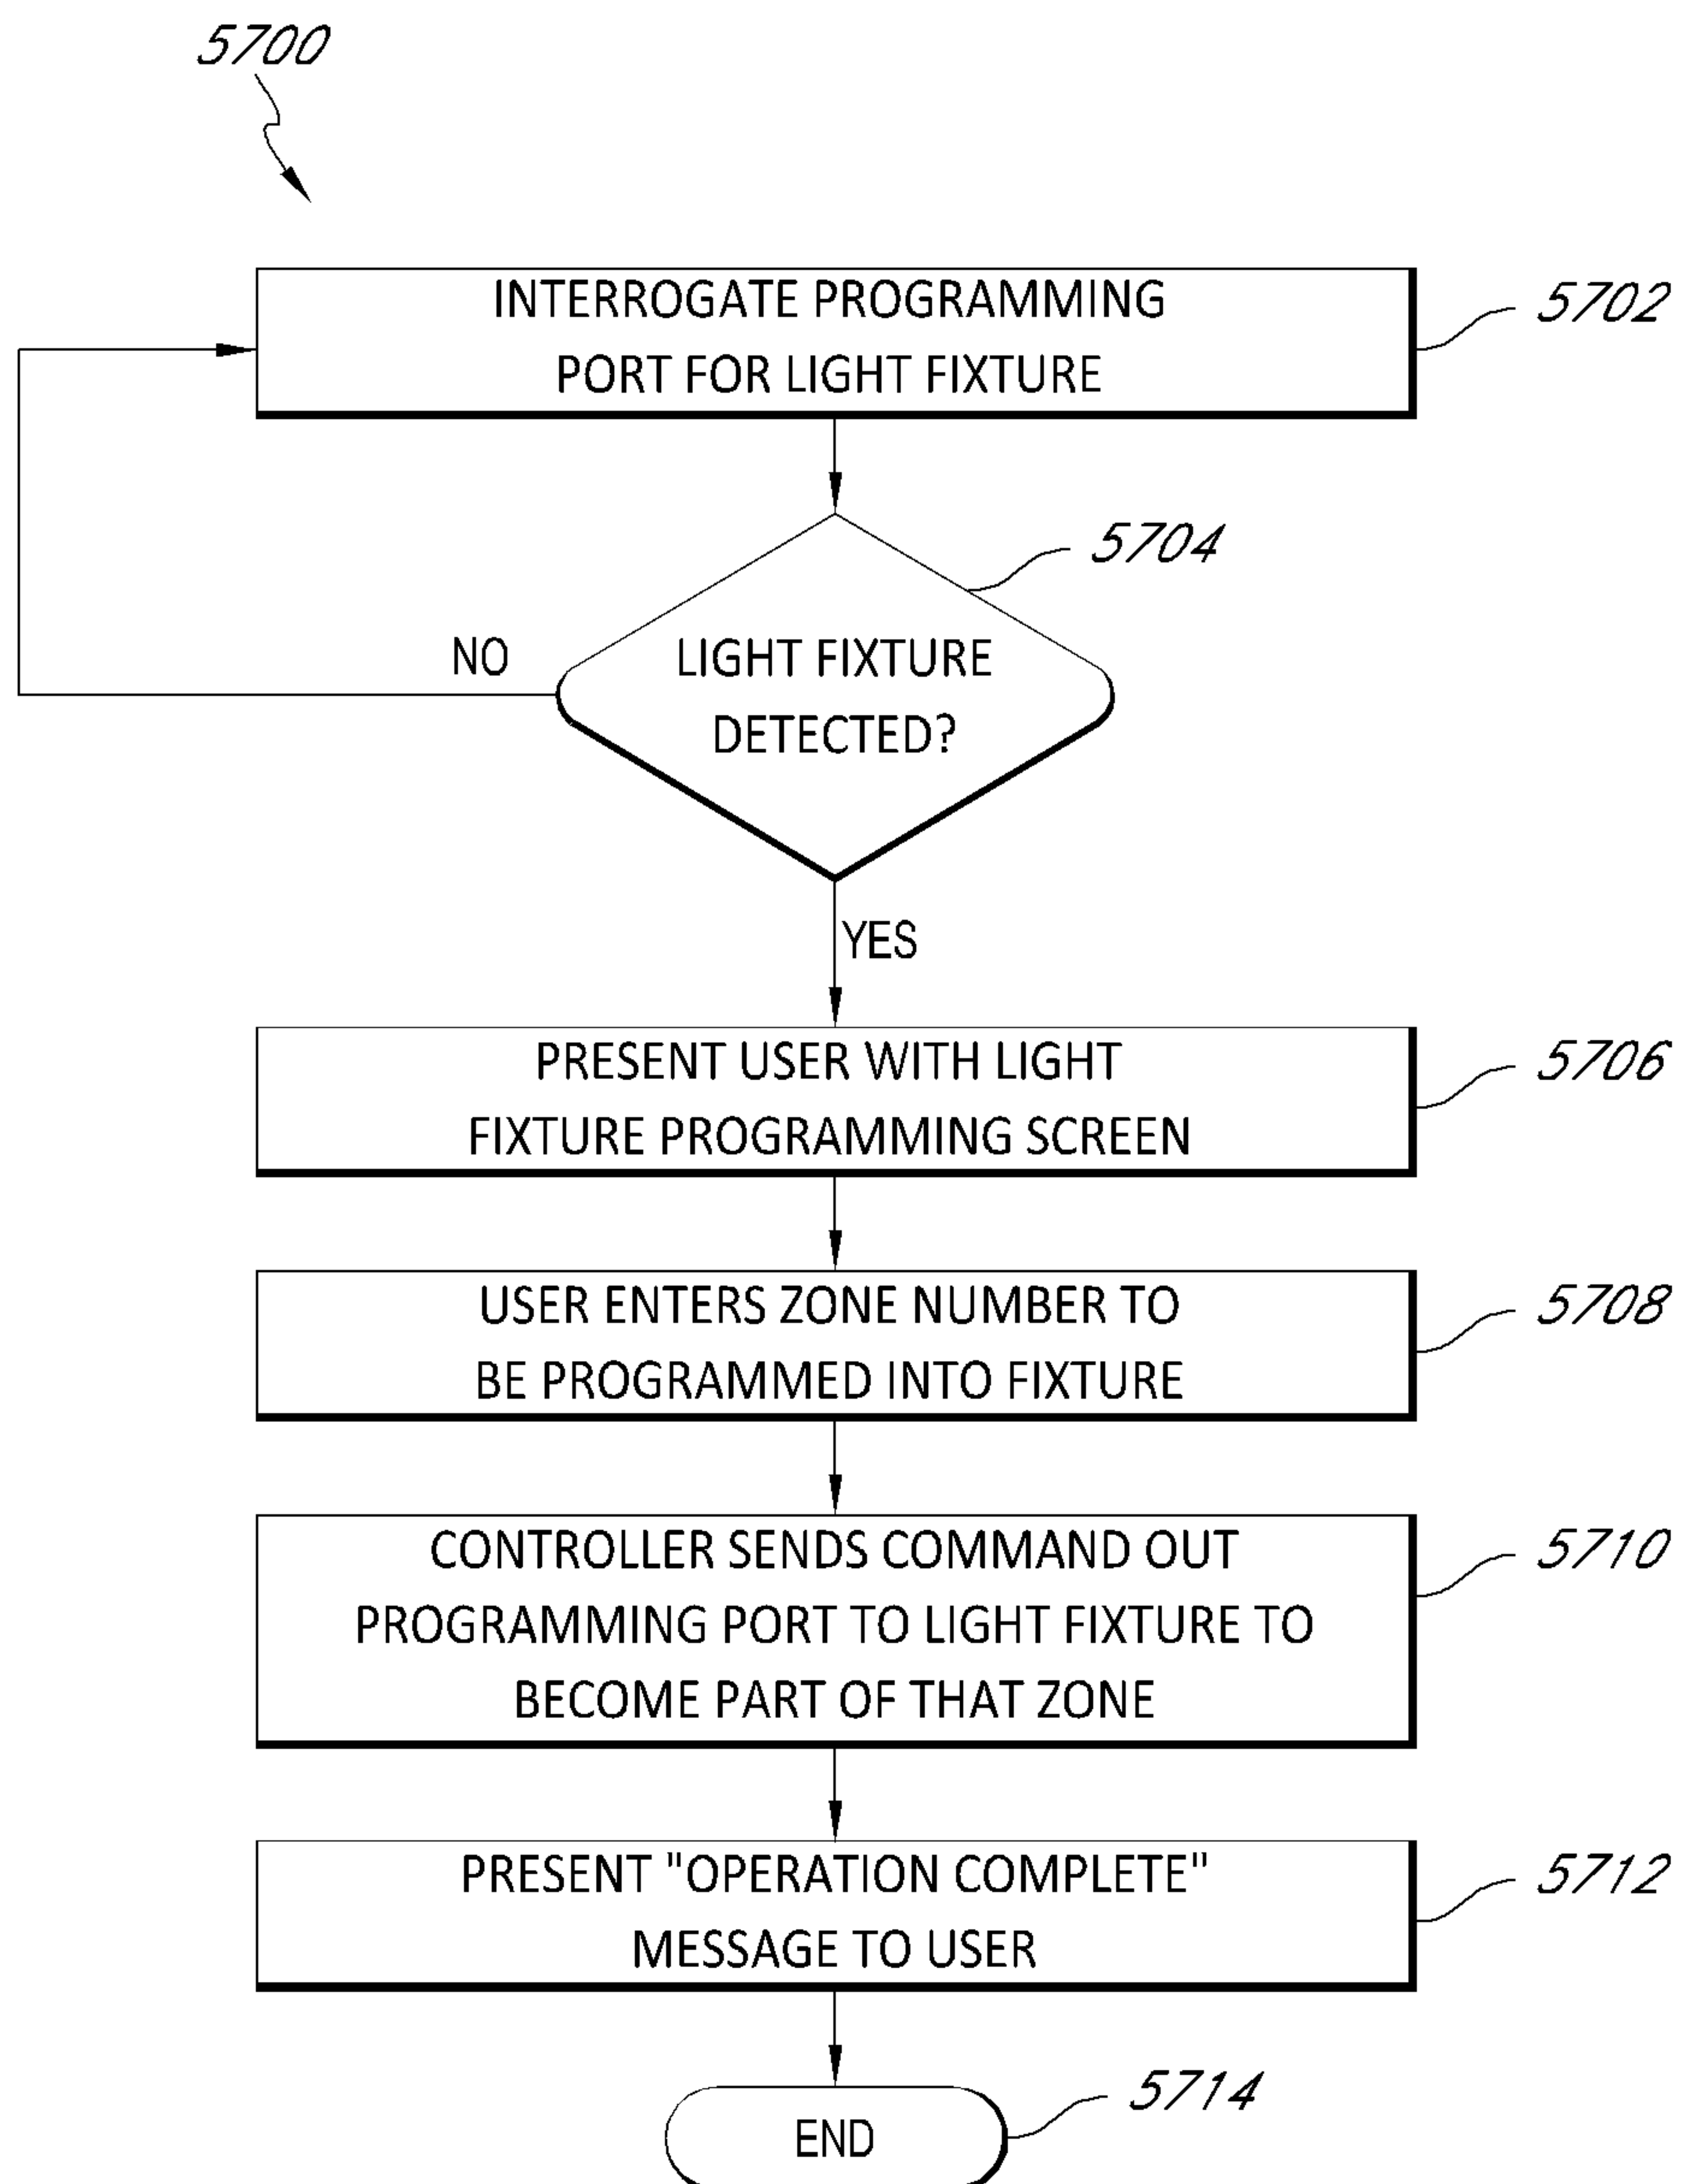 5700
INTERROGATE PROGRAMMING
PORT FOR LIGHT FIXTURE
5702
5704
LIGHT FIXTURE
DETECTED?
NO
YES
PRESENT USER WITH LIGHT
FIXTURE PROGRAMMING SCREEN
5706
USER ENTERS ZONE NUMBER TO
BE PROGRAMMED INTO FIXTURE
5708
CONTROLLER SENDS COMMAND OUT
PROGRAMMING PORT TO LIGHT FIXTURE TO
BECOME PART OF THAT ZONE
5710
PRESENT "OPERATION COMPLETE"
MESSAGE TO USER
5712
END
5714